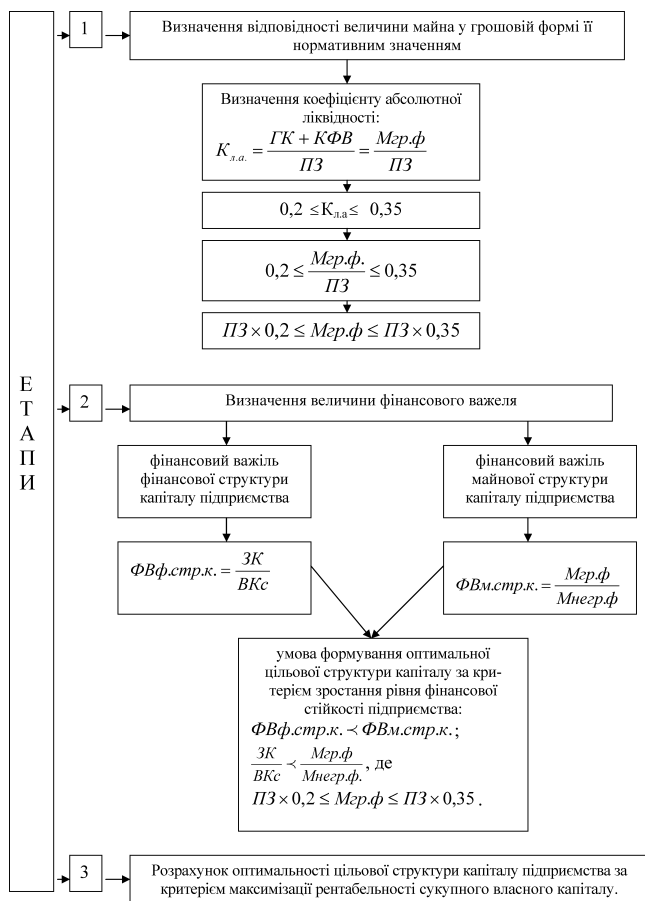 ЕТАПИ
1
Визначення відповідності величини майна у грошовій формі її
нормативним значенням
Визначення коефіцієнту абсолютної
ліквідності:
К л.а. = (ГК + КФВ)/ПЗ = Мгр.ф/ПЗ
0,2 ≤Кл.а≤ 0,35
0,2 ≤ Мгр.ф./ПЗ ≤ 0,35
ПЗ × 0,2 ≤ Мгр.ф ≤ ПЗ × 0,35
2
Визначення величини фінансового важеля
фінансовий важіль
фінансової структури
капіталу підприємства
фінансовий важіль
майнової структури
капіталу підприємства
ФВф.стр.к. = ЗК/ВКс
ФВм.стр.к. = Мгр.ф/Мнегр.ф
умова формування оптимальної
цільової структури капіталу за кри-
терієм зростання рівня фінансової
стійкості підприємства:
ФВф.стр.к. ≺ ФВм.стр.к. ;
ЗК/ВКс ≺ Мгр.ф/Мнегр.ф. , де
ПЗ × 0,2 ≤ Мгр.ф ≤ ПЗ × 0,35 .
3
Розрахунок оптимальності цільової структури капіталу підприємства за
критерієм максимізації рентабельності сукупного власного капіталу.